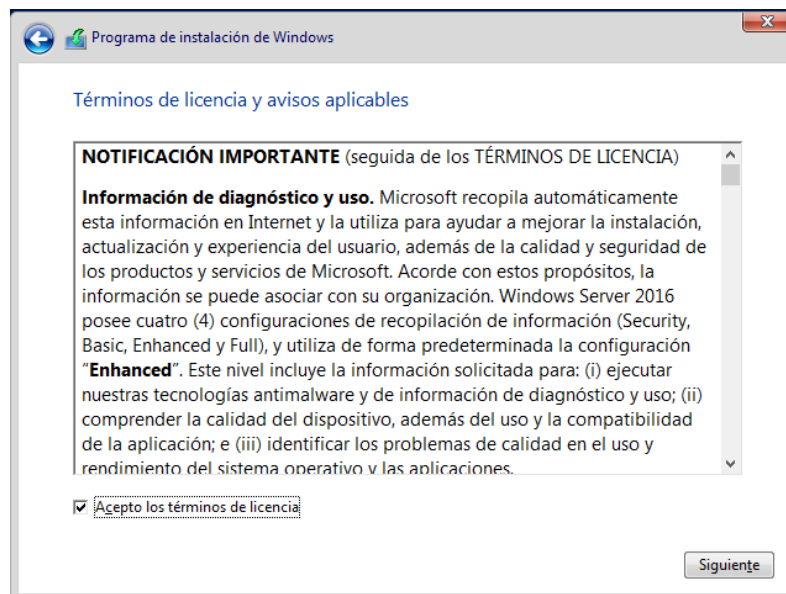 Programa de instalación de Windows
Términos de licencia y avisos aplicables
NOTIFICACIÓN IMPORTANTE (seguida de los TÉRMINOS DE LICENCIA)
Información de diagnóstico y uso. Microsoft recopila automáticamente
esta información en Internet y la utiliza para ayudar a mejorar la instalación,
actualización y experiencia del usuario, además de la calidad y seguridad de
los productos y servicios de Microsoft. Acorde con estos propósitos, la
información se puede asociar con su organización. Windows Server 2016
posee cuatro (4) configuraciones de recopilación de información (Security,
Basic, Enhanced y Full), y utiliza de forma predeterminada la configuración
“Enhanced”. Este nivel incluye la información solicitada para: (i) ejecutar
nuestras tecnologías antimalware y de información de diagnóstico y uso; (ii)
comprender la calidad del dispositivo, además del uso y la compatibilidad
de la aplicación; e (iii) identificar los problemas de calidad en el uso y
rendimiento del sistema operativo y las aplicaciones.
Acepto los términos de licencia
Siguiente